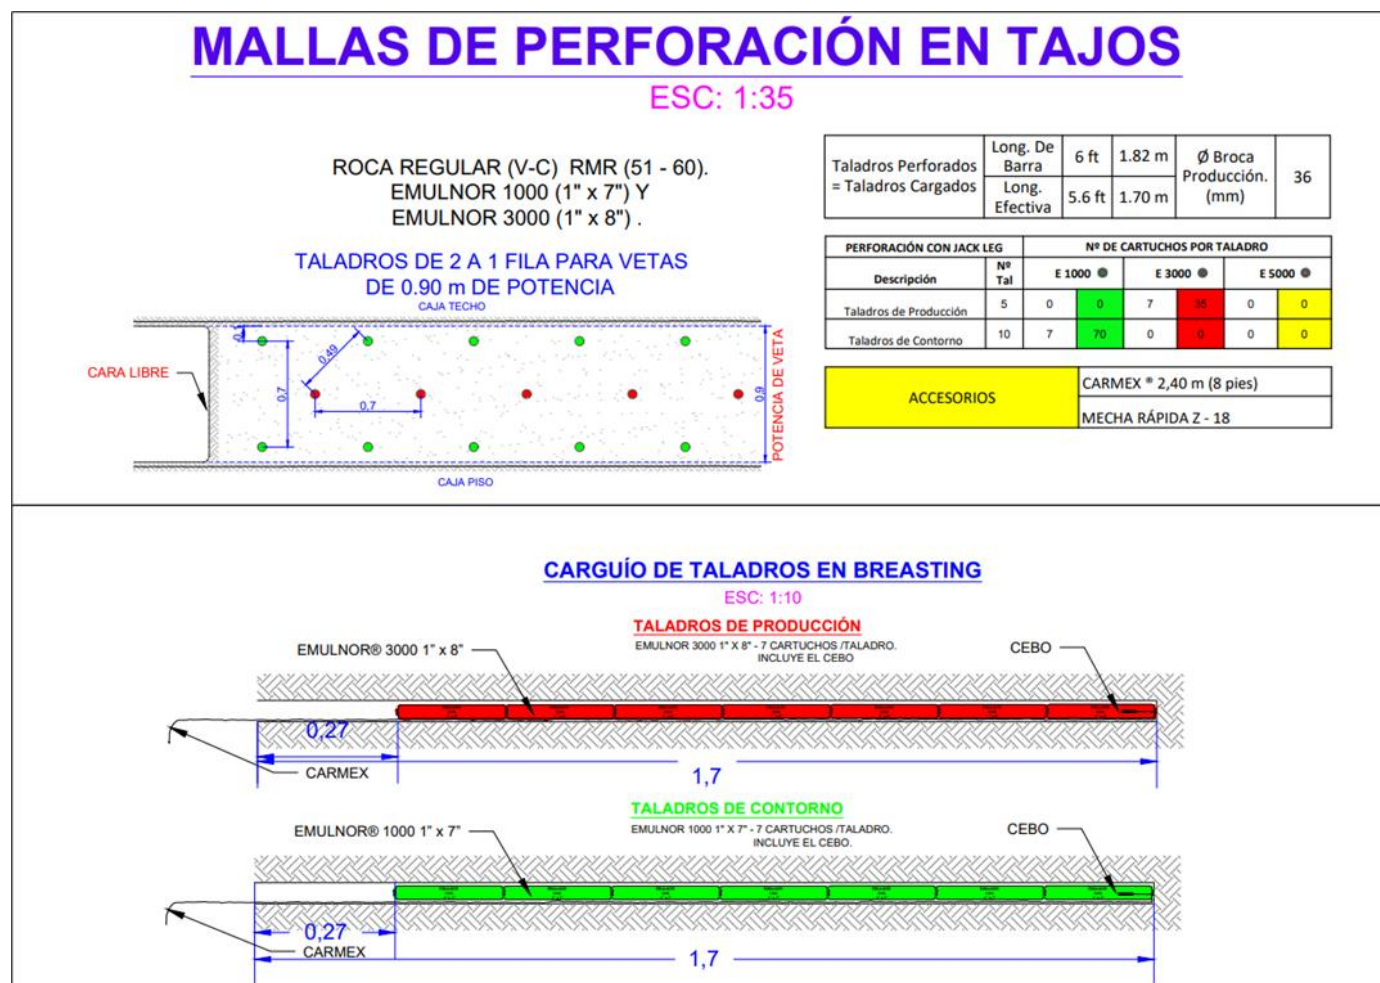 MALLAS DE PERFORACIÓN EN TAJOS
ESC: 1:35
ROCA REGULAR (V-C) RMR (51 - 60).
EMULNOR 1000 (1" x 7") Y
EMULNOR 3000 (1" x 8") .
TALADROS DE 2 A 1 FILA PARA VETAS
DE 0.90 m DE POTENCIA
CAJA TECHO
CARA LIBRE
0,1
0,49
0,7
0,7
0,9
POTENCIA DE VETA
CAJA PISO
Taladros Perforados
= Taladros Cargados
Long. De
Barra
6 ft
1.82 m
Long.
Efectiva
5.6 ft
1.70 m
Ø Broca
Producción.
(mm)
36
PERFORACIÓN CON JACK LEG
Nº DE CARTUCHOS POR TALADRO
Descripción
Nº
Tal
E 1000
E 3000
E 5000
Taladros de Producción 5 0 0 7 35 0 0
Taladros de Contorno 10 7 70 0 0 0 0
ACCESORIOS
CARMEX ® 2,40 m (8 pies)
MECHA RÁPIDA Z - 18
CARGUÍO DE TALADROS EN BREASTING
ESC: 1:10
TALADROS DE PRODUCCIÓN
EMULNOR 3000 1" X 8" - 7 CARTUCHOS /TALADRO.
INCLUYE EL CEBO
EMULNOR® 3000 1" x 8"
CEBO
0,27
CARMEX
1,7
TALADROS DE CONTORNO
EMULNOR 1000 1" X 7" - 7 CARTUCHOS /TALADRO.
INCLUYE EL CEBO.
EMULNOR® 1000 1" x 7"
CEBO
0,27
CARMEX
1,7